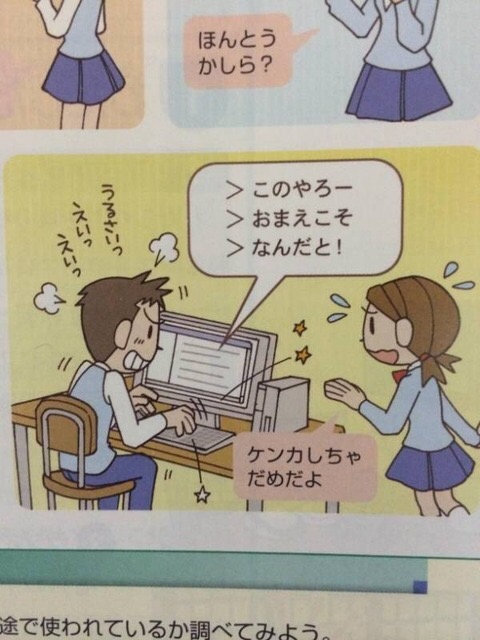 ほんとう
かしら?
うるさいっ
えいっ
えいっ
>このやろー
>おまえこそ
>なんだと!
ケンカしちゃ
だめだよ
途で使われているか調べてみよう。